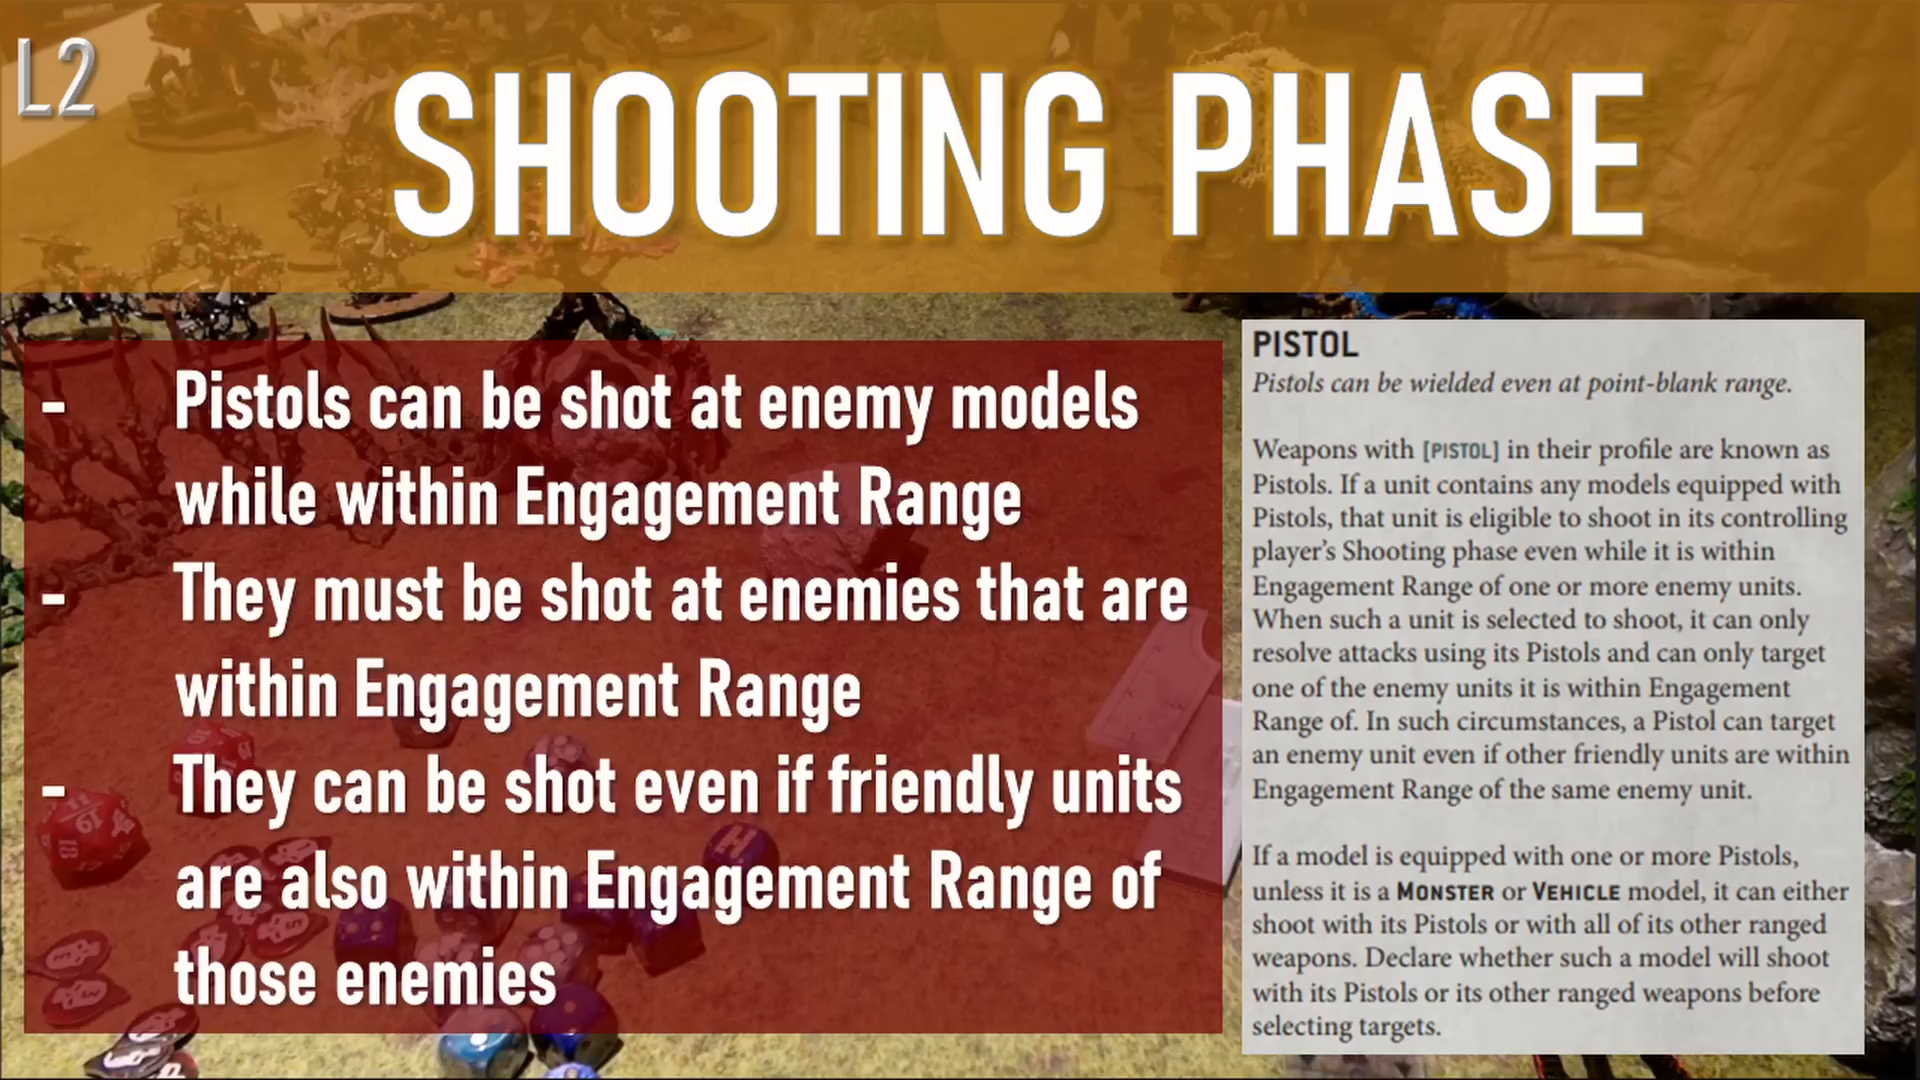 L2
SHOOTING PHASE
- Pistols can be shot at enemy models
while within Engagement Range
- They must be shot at enemies that are
within Engagement Range
- They can be shot even if friendly units
are also within Engagement Range of
those enemies
PISTOL
Pistols can be wielded even at point-blank range.
Weapons with [PISTOL] in their profile are known as
Pistols. If a unit contains any models equipped with
Pistols, that unit is eligible to shoot in its controlling
player's Shooting phase even while it is within
Engagement Range of one or more enemy units.
When such a unit is selected to shoot, it can only
resolve attacks using its Pistols and can only target
one of the enemy units it is within Engagement
Range of. In such circumstances, a Pistol can target
an enemy unit even if other friendly units are within
Engagement Range of the same enemy unit.
If a model is equipped with one or more Pistols,
unless it is a MONSTER or VEHICLE model, it can either
shoot with its Pistols or with all of its other ranged
weapons. Declare whether such a model will shoot
with its Pistols or its other ranged weapons before
selecting targets.
19
18
H